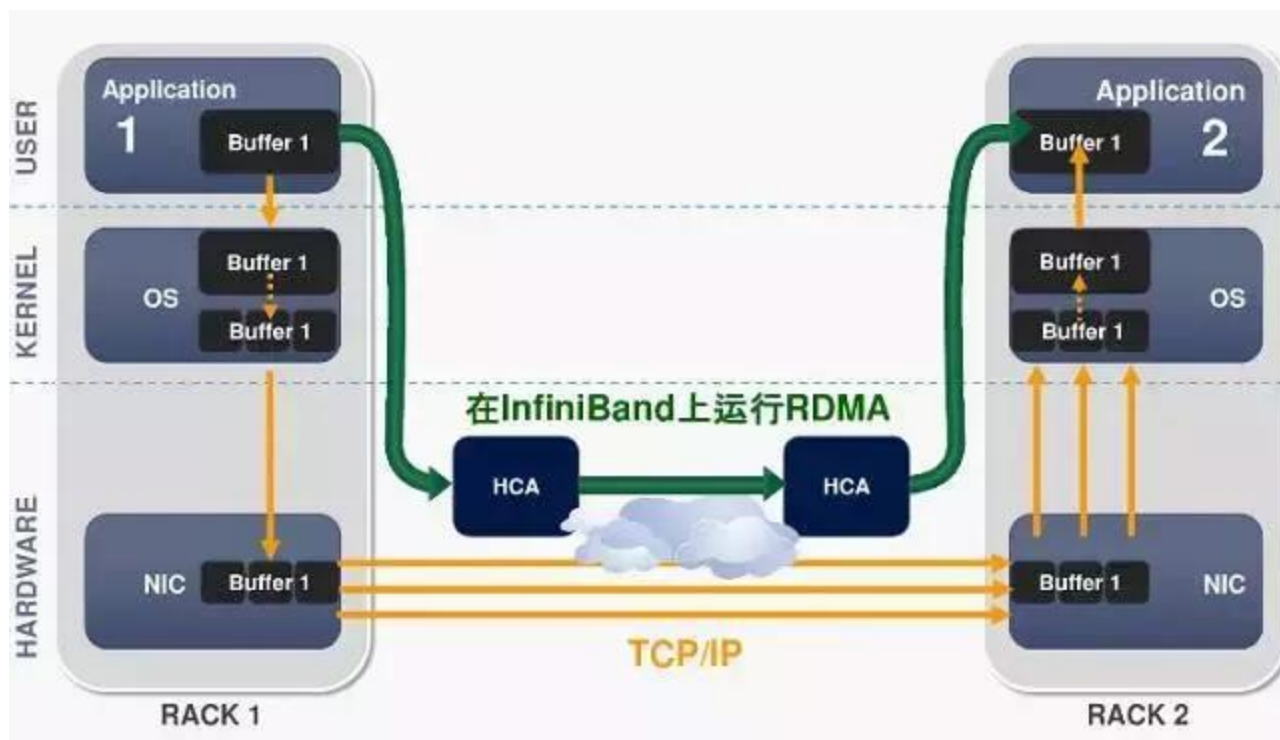 USER
Application
1
Buffer 1
Application
2
Buffer 1
KERNEL
OS
Buffer 1
Buffer 1
Buffer 1
Buffer 1
OS
在InfiniBand上运行RDMA
HCA
HCA
HARDWARE
NIC
Buffer 1
Buffer 1
NIC
TCP/IP
RACK 1
RACK 2